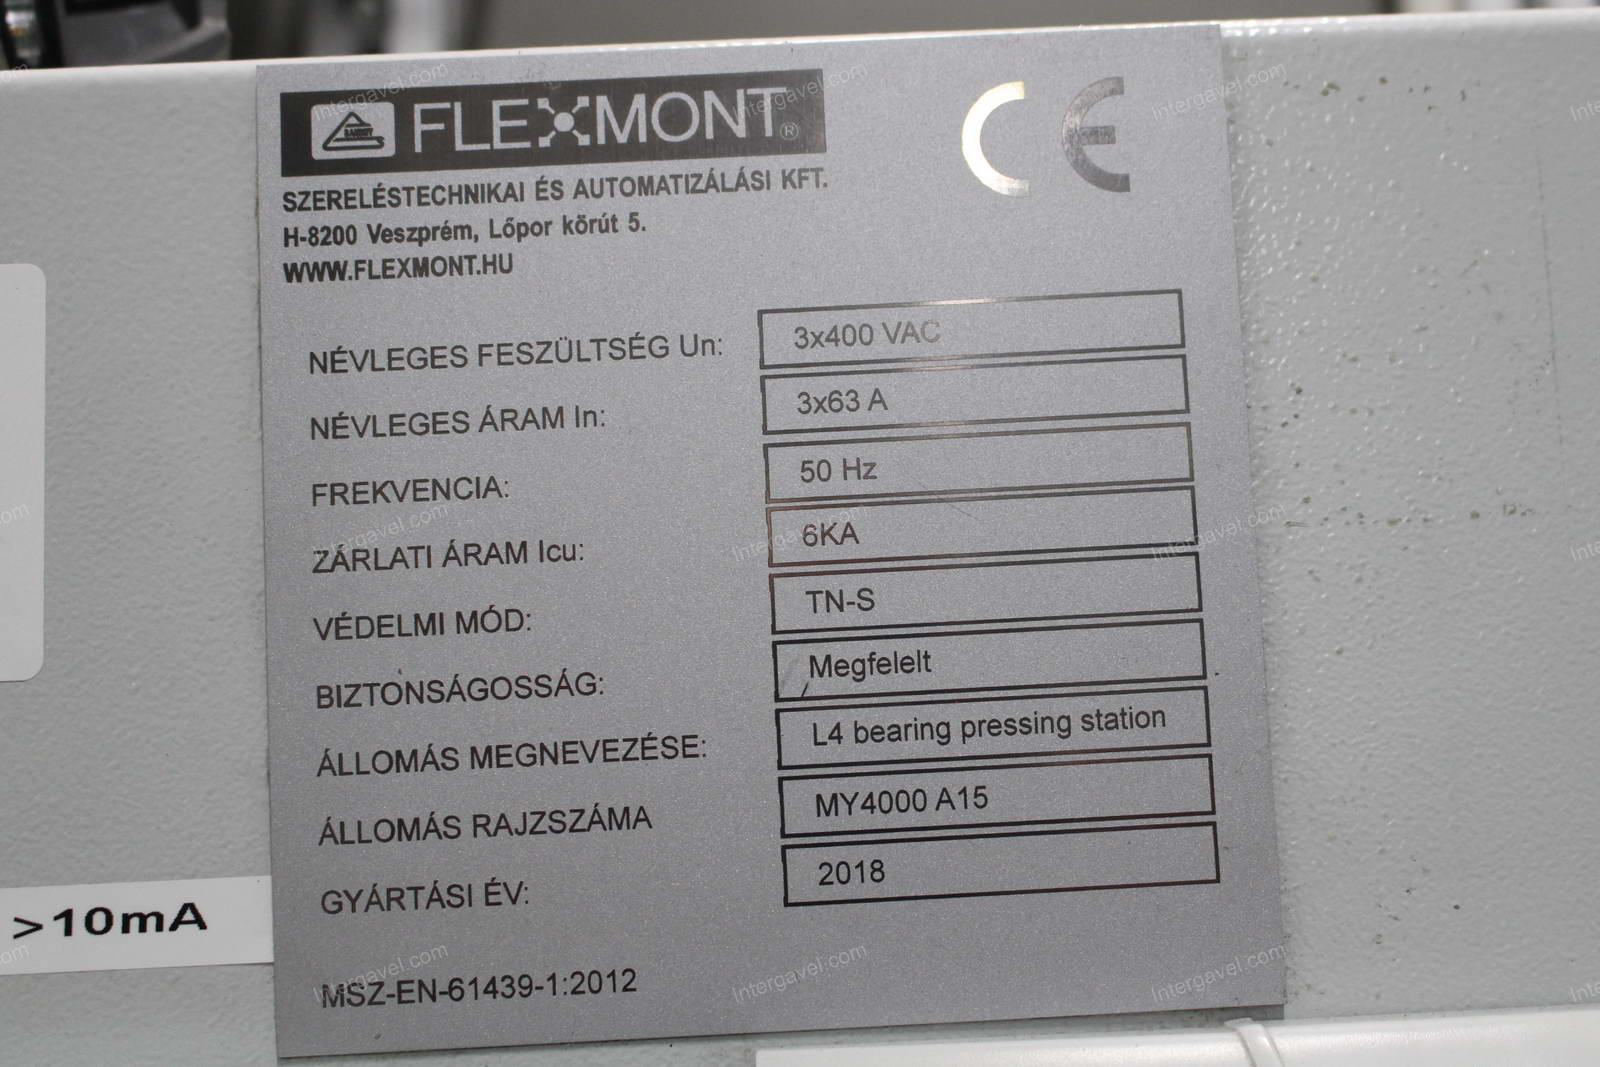 FLEXMONT®
SZERELÉSTECHNIKAI ÉS AUTOMATIZÁLÁSI KFT.
H-8200 Veszprém, Lőpor körút 5.
WWW.FLEXMONT.HU
CE
NÉVLEGES FESZÜLTSÉG Un: 3x400 VAC
NÉVLEGES ÁRAM In: 3x63 A
FREKVENCIA: 50 Hz
ZÁRLATI ÁRAM Icu: 6KA
VÉDELMI MÓD: TN-S
BIZTONSÁGOSSÁG: Megfelelt
ÁLLOMÁS MEGNEVEZÉSE: L4 bearing pressing station
ÁLLOMÁS RAJZSZÁMA MY4000 A15
GYÁRTÁSI ÉV: 2018
MSZ-EN-61439-1:2012
>10mA
Intergavel.com